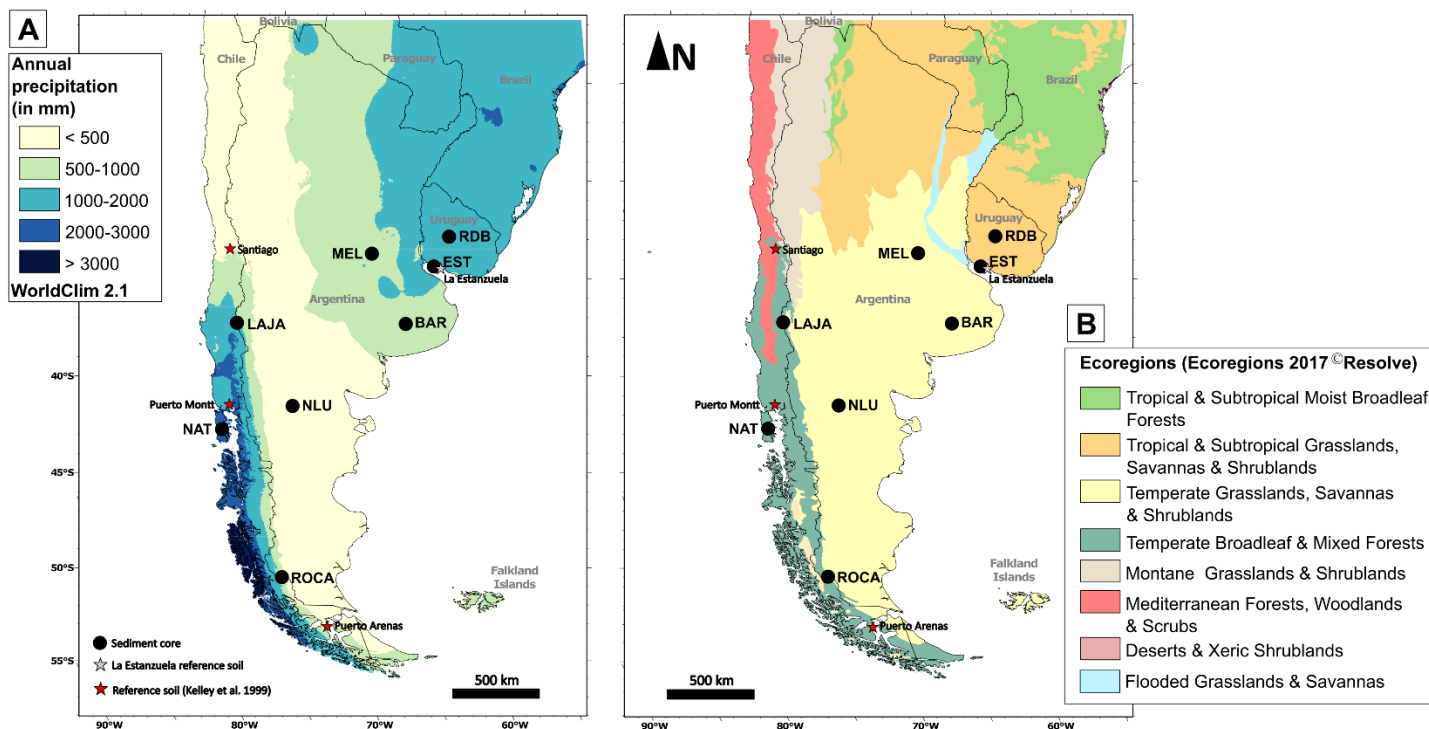 A
Annual
precipitation
(in mm)
< 500
500-1000
1000-2000
2000-3000
> 3000
WorldClim 2.1
Bolivia
Chile
Paraguay
Brazil
Uruguay
RDB
Santiago
MEL
EST
La Estanzuela
Argentina
LAJA
BAR
40°S
Puerto Montt
NLU
NAT
45°S
50°S
ROCA
Falkland
Islands
Puerto Arenas
55°S
Sediment core
La Estanzuela reference soil
Reference soil (Kelley et al. 1999)
500 km
90°W
80°W
70°W
60°W
N
Bolivia
Chile
Paraguay
Brazil
Uruguay
RDB
Santiago
MEL
EST
La Estanzuela
Argentina
LAJA
BAR
Puerto Montt
NLU
NAT
ROCA
Falkland
Islands
Puerto Arenas
500 km
90°W
80°W
70°W
60°W
B
Ecoregions (Ecoregions 2017 ©Resolve)
Tropical & Subtropical Moist Broadleaf
Forests
Tropical & Subtropical Grasslands,
Savannas & Shrublands
Temperate Grasslands, Savannas
& Shrublands
Temperate Broadleaf & Mixed Forests
Montane Grasslands & Shrublands
Mediterranean Forests, Woodlands
& Scrubs
Deserts & Xeric Shrublands
Flooded Grasslands & Savannas